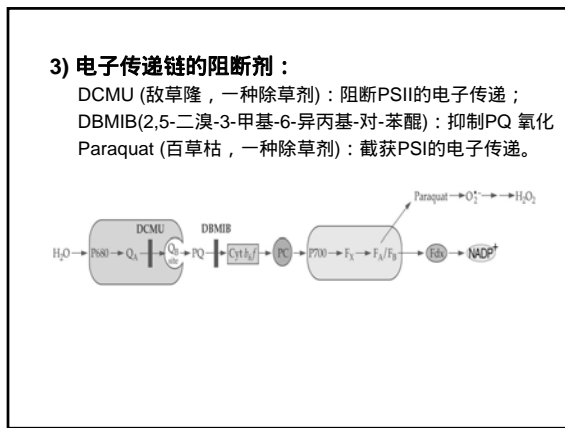 3) 电子传递链的阻断剂：
DCMU (敌草隆，一种除草剂)：阻断PSII的电子传递；
DBMIB(2,5-二溴-3-甲基-6-异丙基-对-苯醌)：抑制PQ 氧化
Paraquat (百草枯，一种除草剂)：截获PSI的电子传递。
Paraquat → O₂•⁻ → → H₂O₂
DCMU DBMIB
H₂O → P680 → Q_A Q_B site → PQ Cyt b₆f → PC → P700 → F_X → F_A/F_B → Fdx → NADP⁺